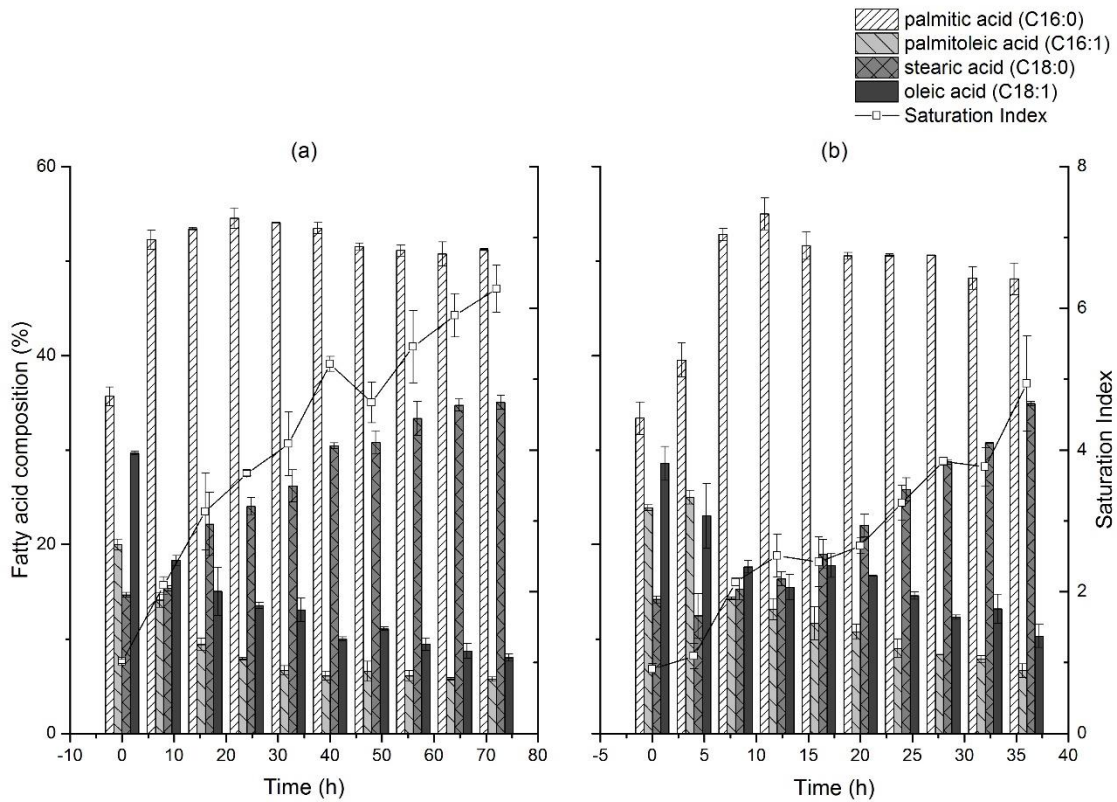 palmitic acid (C16:0)
palmitoleic acid (C16:1)
stearic acid (C18:0)
oleic acid (C18:1)
Saturation Index
(a)
(b)
60
40
20
0
Fatty acid composition (%)
-10 0 10 20 30 40 50 60 70 80
Time (h)
-5 0 5 10 15 20 25 30 35 40
Time (h)
8
6
4
2
0
Saturation Index